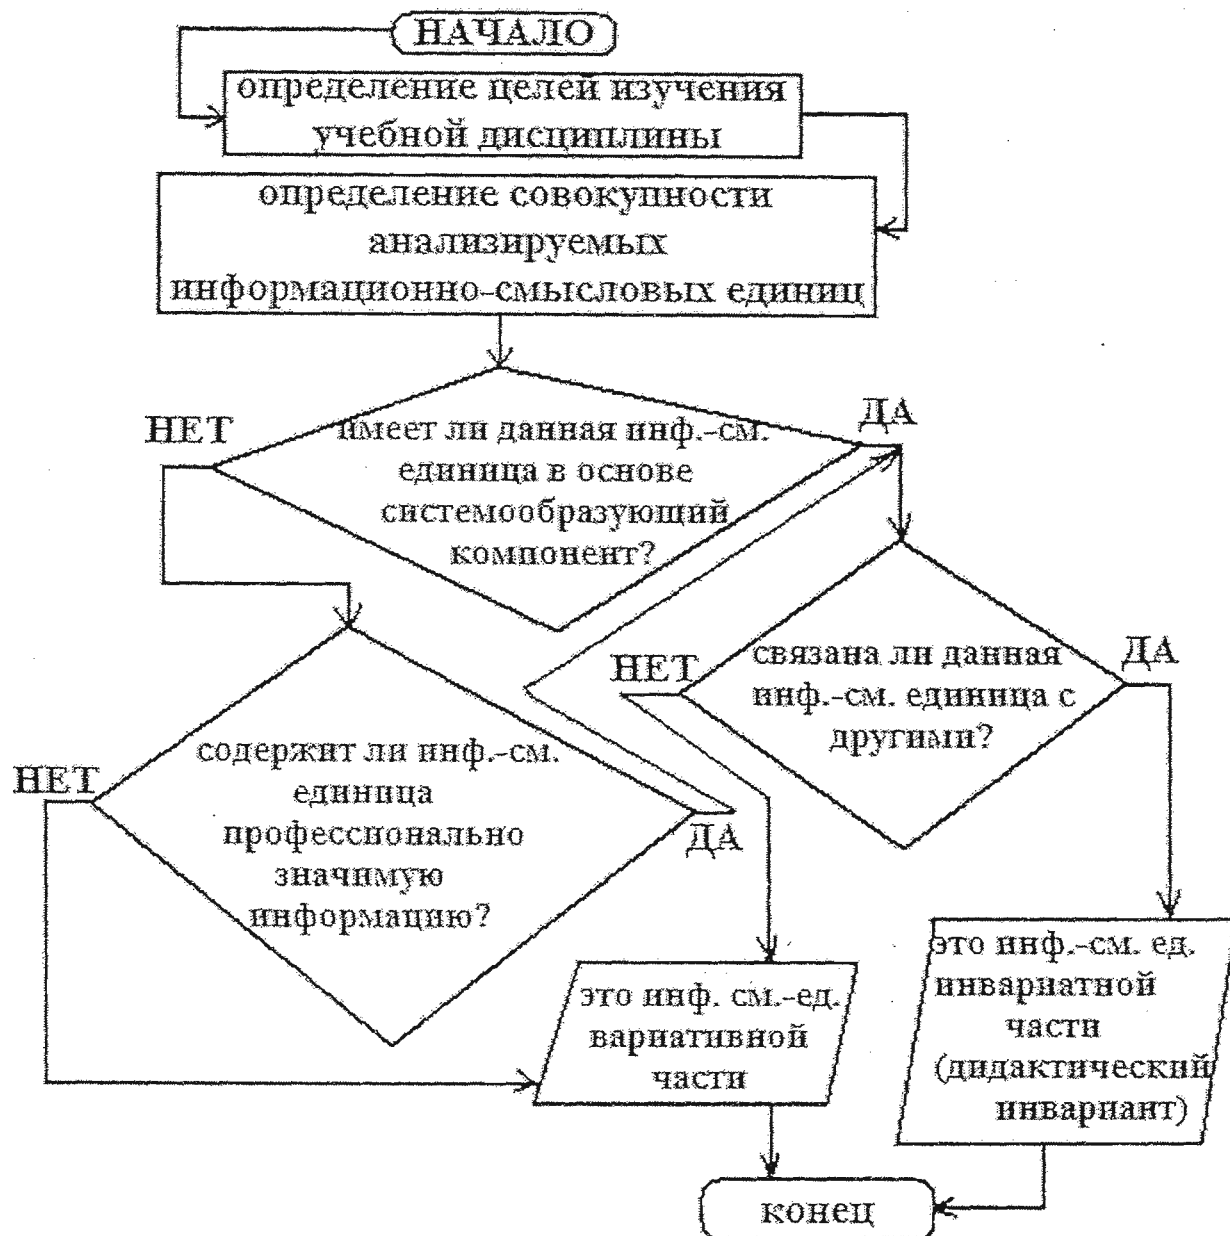 НАЧАЛО
определение целей изучения
учебной дисциплины
определение совокупности
анализируемых
информационно-смысловых единиц
НЕТ
имеет ли данная инф.-см.
единица в основе
системообразующий
компонент?
ДА
НЕТ
связана ли данная
инф.-см. единица с
другими?
ДА
НЕТ
содержит ли инф.-см.
единица
профессионально
значимую
информацию?
ДА
это инф. см.-ед.
вариативной
части
это инф.-см. ед.
инвариатной
части
(дидактический
инвариант)
конец